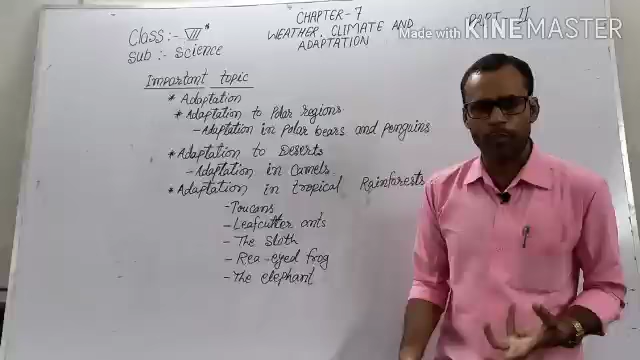 Class:- VII
Sub :- Science
CHAPTER-7
WEATHER, CLIMATE AND
ADAPTATION
PART- II
Made with KINEMASTER
Important topic
* Adaptation
* Adaptation to Polar regions.
- Adaptation in Polar bears and penguins
* Adaptation to Deserts
- Adaptation in Camels.
* Adaptation in tropical Rainforests.
- Toucans
- Leafcutter ants
- The Sloth
- Rea-eyed frog
- The elephant